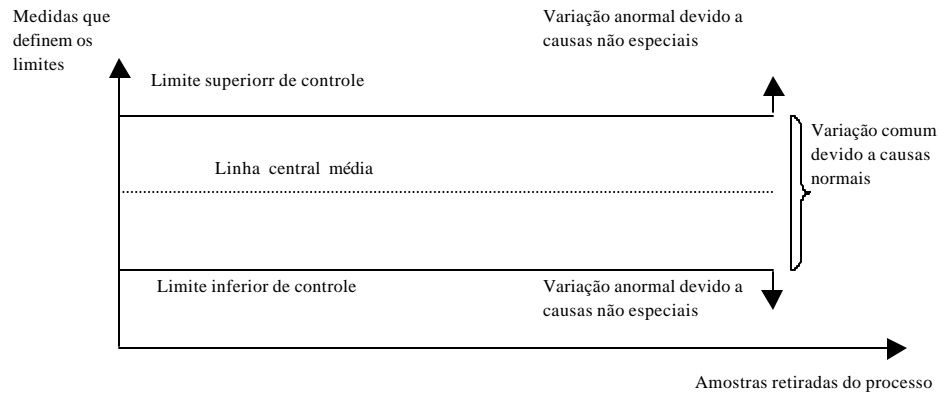 Medidas que
definem os
limites
Variação anormal devido a
causas não especiais
Limite superiorr de controle
Variação comum
devido a causas
normais
Linha central média
Limite inferior de controle
Variação anormal devido a
causas não especiais
Amostras retiradas do processo